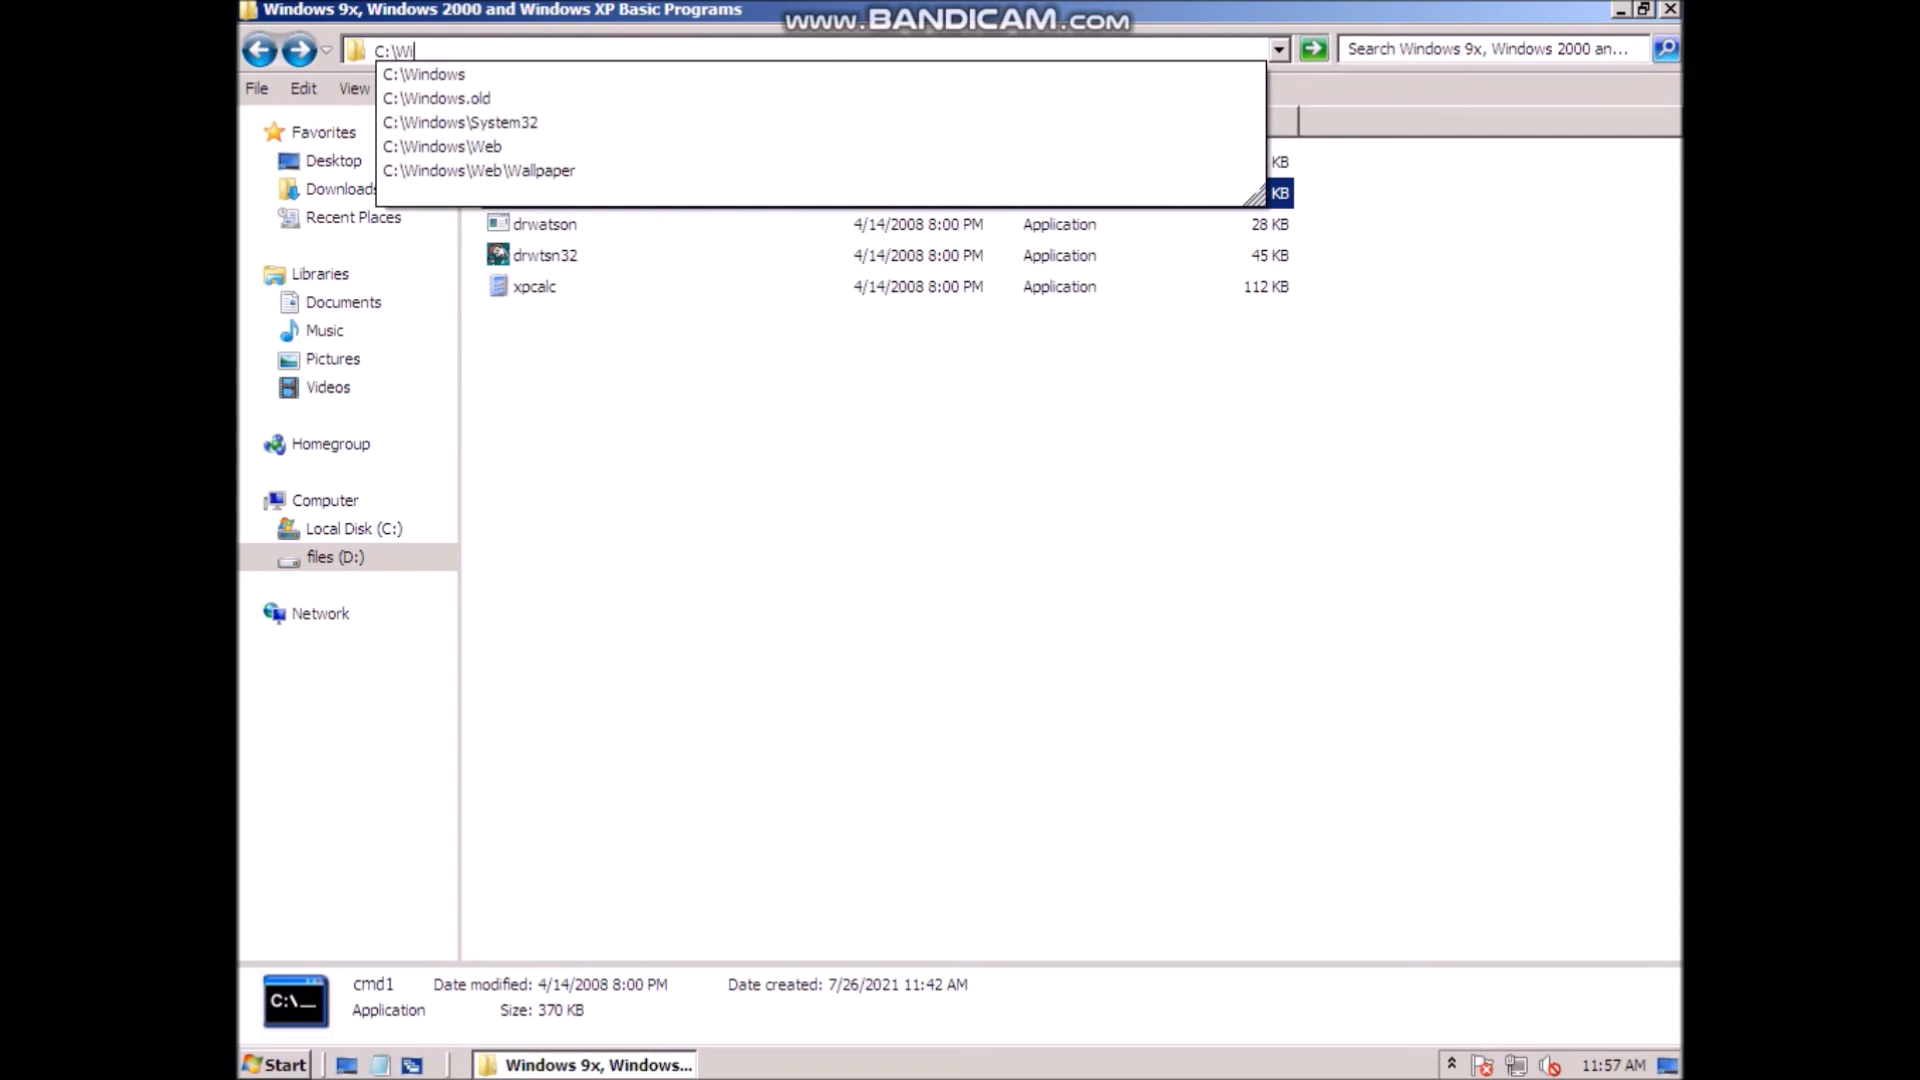 Windows 9x, Windows 2000 and Windows XP Basic Programs
www.BANDICAM.com
C:\Wi
Search Windows 9x, Windows 2000 an...
File Edit View
C:\Windows
C:\Windows.old
C:\Windows\System32
C:\Windows\Web
C:\Windows\Web\Wallpaper
Favorites
Desktop
Downloads
Recent Places
Libraries
Documents
Music
Pictures
Videos
Homegroup
Computer
Local Disk (C:)
files (D:)
Network
KB
KB
drwatson 4/14/2008 8:00 PM Application 28 KB
drwtsn32 4/14/2008 8:00 PM Application 45 KB
xpcalc 4/14/2008 8:00 PM Application 112 KB
C:\_
cmd1 Date modified: 4/14/2008 8:00 PM Date created: 7/26/2021 11:42 AM
Application Size: 370 KB
Start Windows 9x, Windows... 11:57 AM